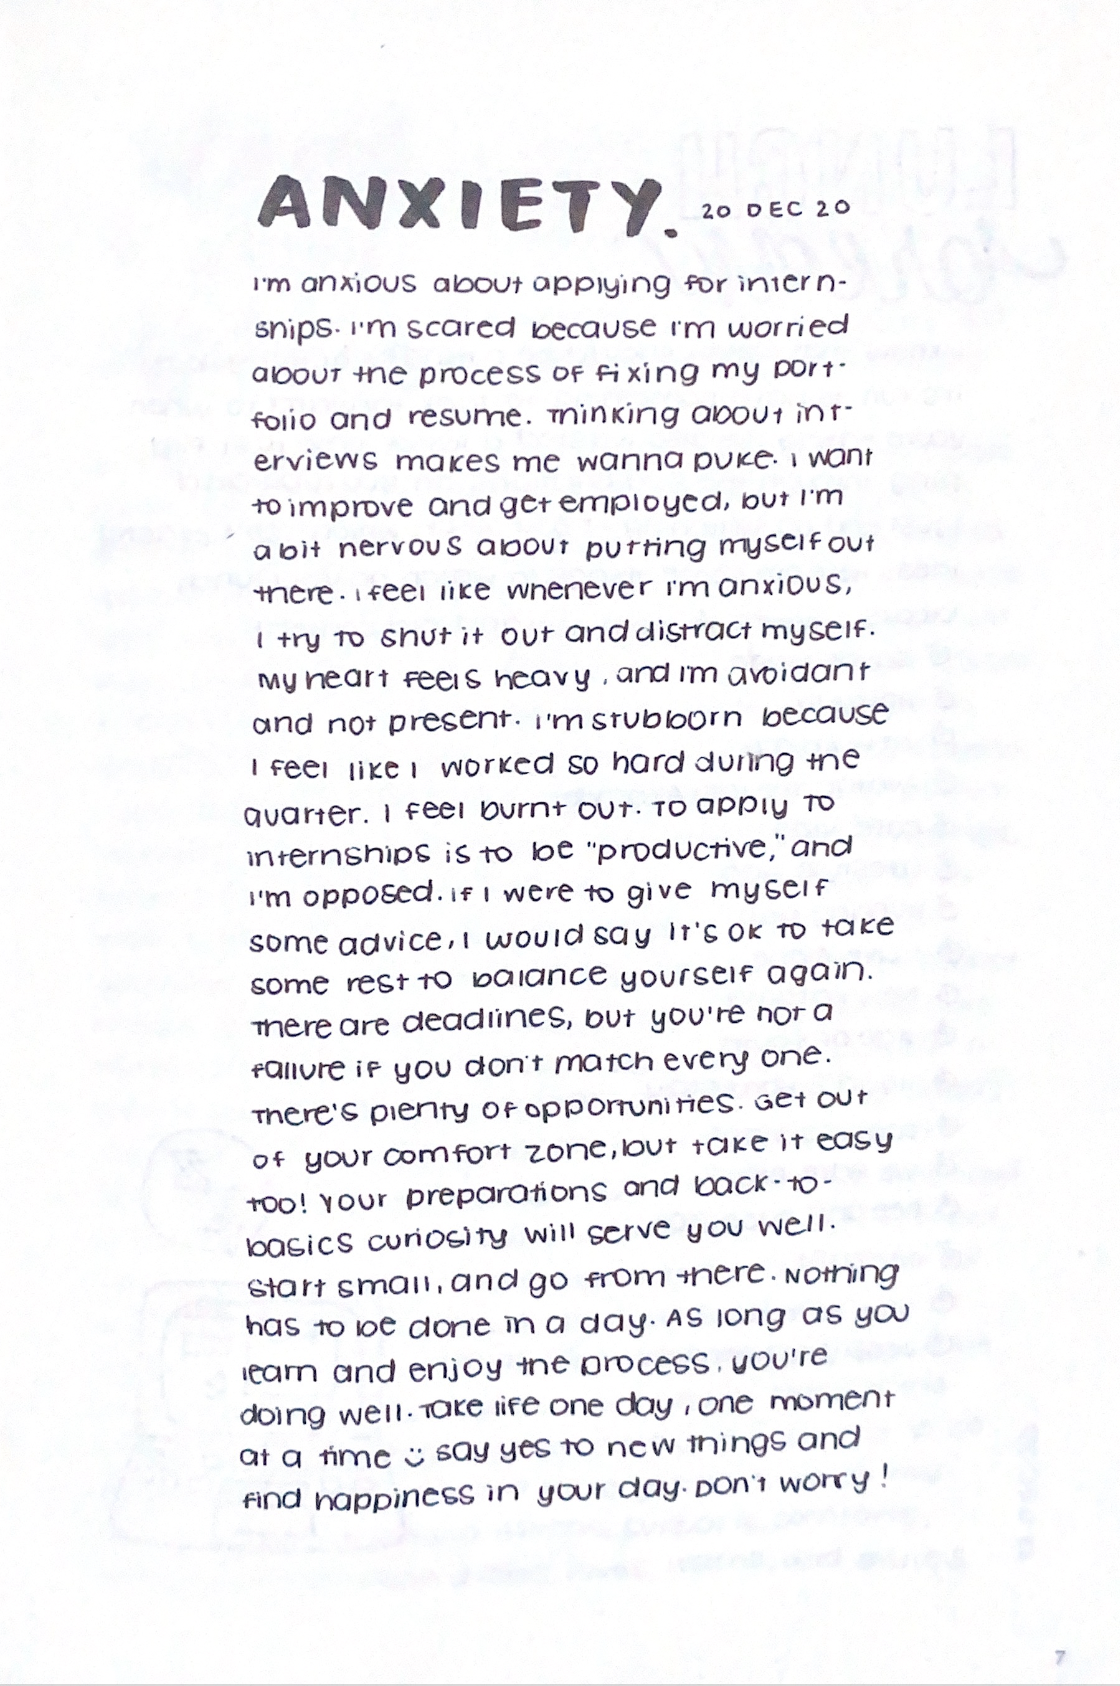 ANXIETY. 20 DEC 20
I'm anxious about applying for intern-
ships. I'm scared because I'm worried
about the process of fixing my port-
folio and resume. Thinking about int-
erviews makes me wanna puke. I want
to improve and get employed, but I'm
a bit nervous about putting myself out
there. I feel like whenever I'm anxious,
I try to shut it out and distract myself.
My heart feels heavy, and I'm avoidant
and not present. I'm stubborn because
I feel like I worked so hard during the
quarter. I feel burnt out. To apply to
internships is to be "productive," and
I'm opposed. If I were to give myself
some advice, I would say it's ok to take
some rest to balance yourself again.
There are deadlines, but you're not a
failure if you don't match every one.
There's plenty of opportunities. Get out
of your comfort zone, but take it easy
too! Your preparations and back-to-
basics curiosity will serve you well.
Start small, and go from there. Nothing
has to be done in a day. As long as you
learn and enjoy the process, you're
doing well. Take life one day, one moment
at a time :) say yes to new things and
find happiness in your day. Don't worry!
7